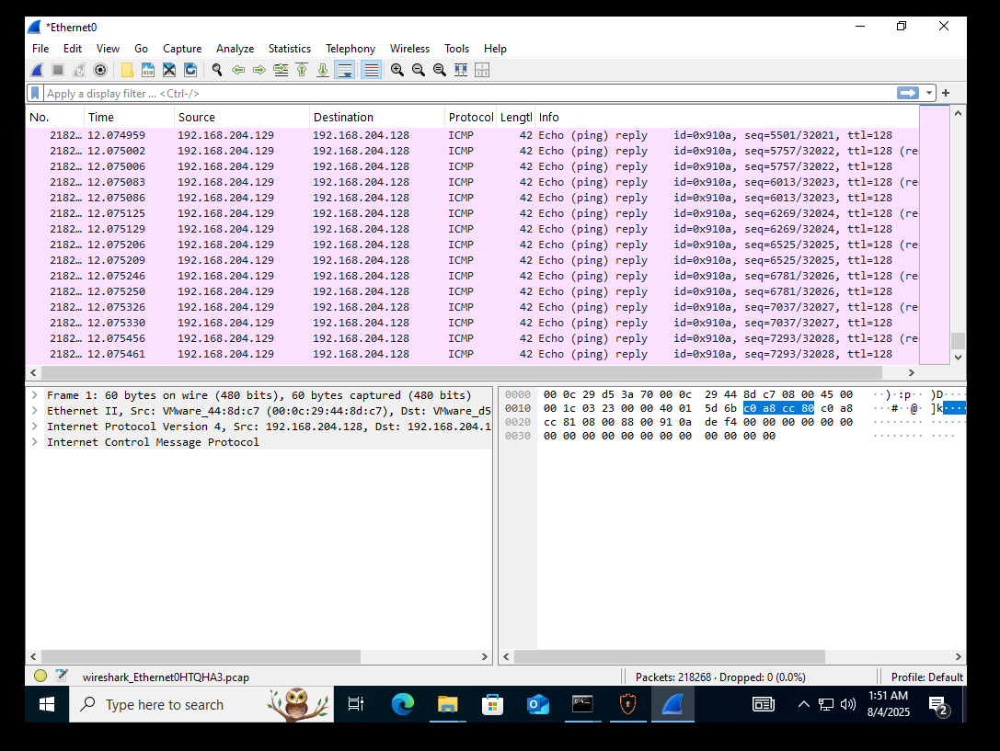 *Ethernet0
File Edit View Go Capture Analyze Statistics Telephony Wireless Tools Help
Apply a display filter ... <Ctrl-/>
No. Time Source Destination Protocol Lengtl Info
2182… 12.074959 192.168.204.129 192.168.204.128 ICMP 42 Echo (ping) reply id=0x910a, seq=5501/32021, ttl=128
2182… 12.075002 192.168.204.129 192.168.204.128 ICMP 42 Echo (ping) reply id=0x910a, seq=5757/32022, ttl=128 (re
2182… 12.075006 192.168.204.129 192.168.204.128 ICMP 42 Echo (ping) reply id=0x910a, seq=5757/32022, ttl=128
2182… 12.075083 192.168.204.129 192.168.204.128 ICMP 42 Echo (ping) reply id=0x910a, seq=6013/32023, ttl=128 (re
2182… 12.075086 192.168.204.129 192.168.204.128 ICMP 42 Echo (ping) reply id=0x910a, seq=6013/32023, ttl=128
2182… 12.075125 192.168.204.129 192.168.204.128 ICMP 42 Echo (ping) reply id=0x910a, seq=6269/32024, ttl=128 (re
2182… 12.075129 192.168.204.129 192.168.204.128 ICMP 42 Echo (ping) reply id=0x910a, seq=6269/32024, ttl=128
2182… 12.075206 192.168.204.129 192.168.204.128 ICMP 42 Echo (ping) reply id=0x910a, seq=6525/32025, ttl=128 (re
2182… 12.075209 192.168.204.129 192.168.204.128 ICMP 42 Echo (ping) reply id=0x910a, seq=6525/32025, ttl=128
2182… 12.075246 192.168.204.129 192.168.204.128 ICMP 42 Echo (ping) reply id=0x910a, seq=6781/32026, ttl=128 (re
2182… 12.075250 192.168.204.129 192.168.204.128 ICMP 42 Echo (ping) reply id=0x910a, seq=6781/32026, ttl=128
2182… 12.075326 192.168.204.129 192.168.204.128 ICMP 42 Echo (ping) reply id=0x910a, seq=7037/32027, ttl=128 (re
2182… 12.075330 192.168.204.129 192.168.204.128 ICMP 42 Echo (ping) reply id=0x910a, seq=7037/32027, ttl=128
2182… 12.075456 192.168.204.129 192.168.204.128 ICMP 42 Echo (ping) reply id=0x910a, seq=7293/32028, ttl=128 (re
2182… 12.075461 192.168.204.129 192.168.204.128 ICMP 42 Echo (ping) reply id=0x910a, seq=7293/32028, ttl=128
Frame 1: 60 bytes on wire (480 bits), 60 bytes captured (480 bits)
Ethernet II, Src: VMware_44:8d:c7 (00:0c:29:44:8d:c7), Dst: VMware_d5
Internet Protocol Version 4, Src: 192.168.204.128, Dst: 192.168.204.1
Internet Control Message Protocol
0000 00 0c 29 d5 3a 70 00 0c 29 44 8d c7 08 00 45 00 ··)·:p·· )D····
0010 00 1c 03 23 00 00 40 01 5d 6b c0 a8 cc 80 c0 a8 ···#··@· ]k····
0020 cc 81 08 00 88 00 91 0a de f4 00 00 00 00 00 00 ········ ······
0030 00 00 00 00 00 00 00 00 00 00 00 00 ········ ····
wireshark_Ethernet0HTQHA3.pcap
Packets: 218268 · Dropped: 0 (0.0%)
Profile: Default
Type here to search
1:51 AM
8/4/2025
2